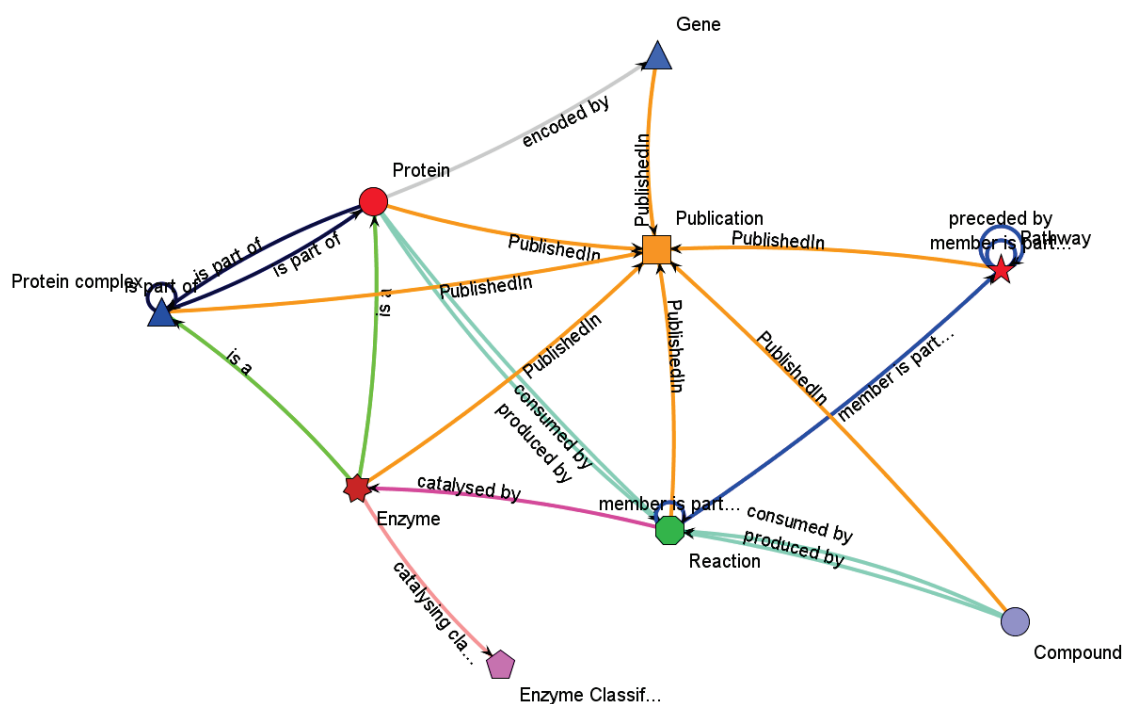 Gene
encoded by
Protein
PublishedIn
Publication
preceded by
Pathway
member is part...
PublishedIn
PublishedIn
is part of
is part of
Protein complex
is part of
PublishedIn
is a
is a
PublishedIn
PublishedIn
PublishedIn
member is part...
consumed by
produced by
catalysed by
member is part...
consumed by
produced by
Enzyme
Reaction
catalysing cla...
Compound
Enzyme Classif...